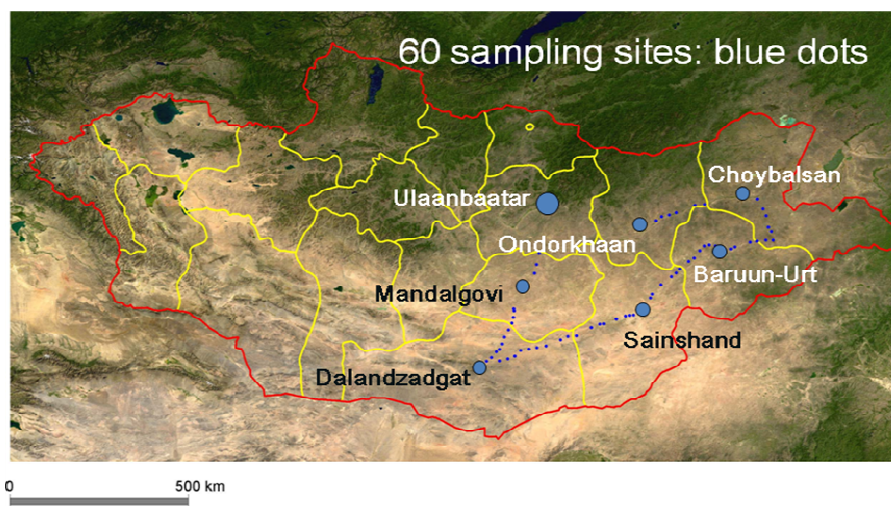 60 sampling sites: blue dots
Choybalsan
Ulaanbaatar
Ondorkhaan
Baruun-Urt
Mandalgovi
Sainshand
Dalandzadgat
0 500 km